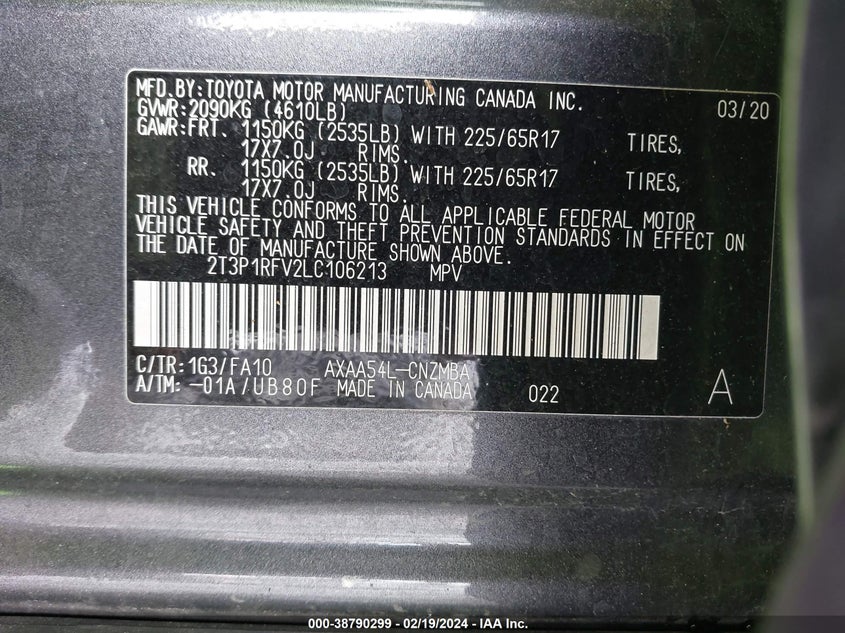 MFD.BY:TOYOTA MOTOR MANUFACTURING CANADA INC. 03/20
GVWR:2090KG (4610LB)
GAWR:FRT. 1150KG (2535LB) WITH 225/65R17 TIRES,
17X7.0J RIMS.
RR. 1150KG (2535LB) WITH 225/65R17 TIRES,
17X7.0J RIMS.
THIS VEHICLE CONFORMS TO ALL APPLICABLE FEDERAL MOTOR
VEHICLE SAFETY AND THEFT PREVENTION STANDARDS IN EFFECT ON
THE DATE OF MANUFACTURE SHOWN ABOVE.
2T3P1RFV2LC106213 MPV
C/TR:1G3/FA10 AXAA54L-CNZMBA
A/TM:-01A/UB80F MADE IN CANADA 022 A
000-38790299 - 02/19/2024 - IAA Inc.